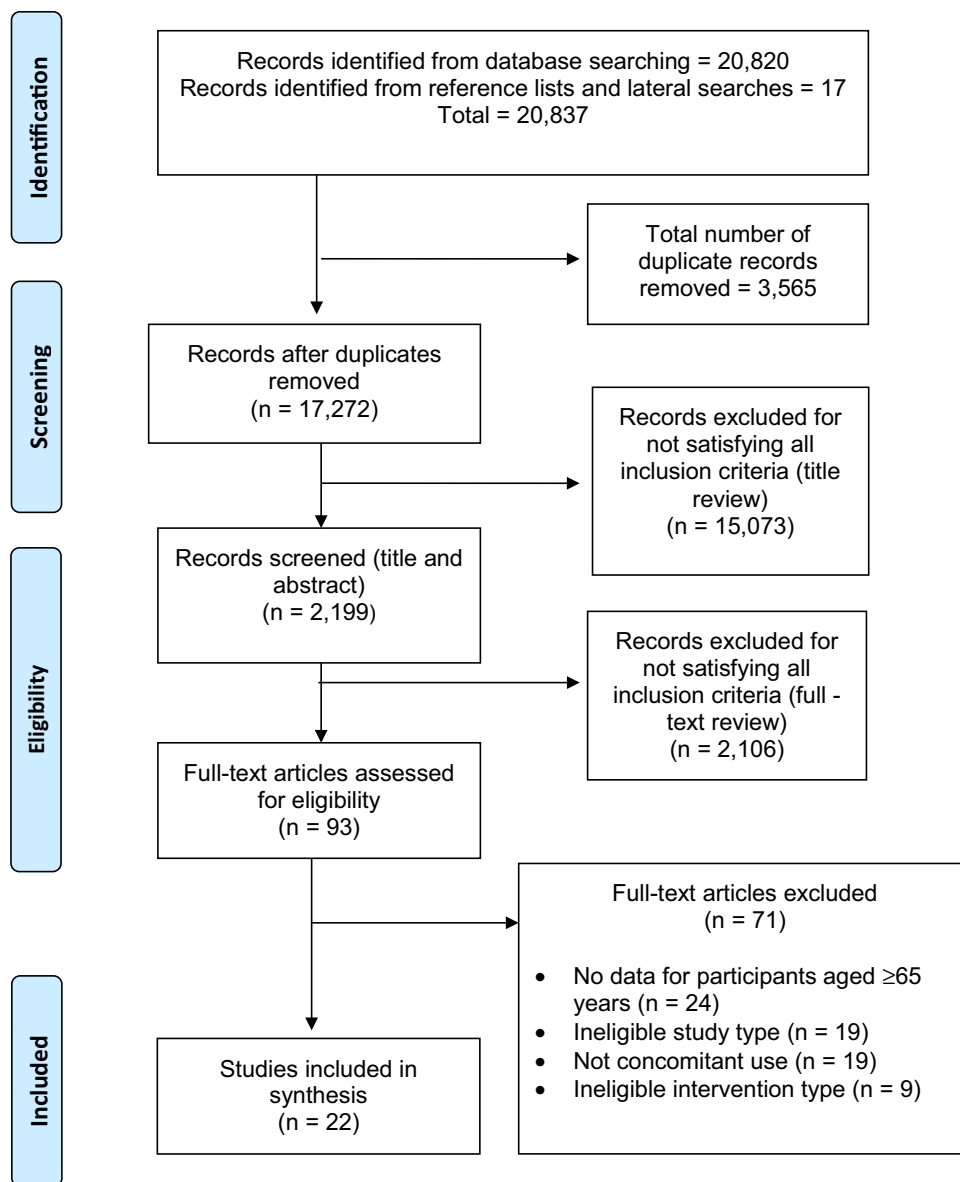 Identification
Records identified from database searching = 20,820
Records identified from reference lists and lateral searches = 17
Total = 20,837
Total number of
duplicate records
removed = 3,565
Screening
Records after duplicates
removed
(n = 17,272)
Records excluded for
not satisfying all
inclusion criteria (title
review)
(n = 15,073)
Eligibility
Records screened (title and
abstract)
(n = 2,199)
Records excluded for
not satisfying all
inclusion criteria (full -
text review)
(n = 2,106)
Full-text articles assessed
for eligibility
(n = 93)
Full-text articles excluded
(n = 71)
• No data for participants aged ≥65
years (n = 24)
• Ineligible study type (n = 19)
• Not concomitant use (n = 19)
• Ineligible intervention type (n = 9)
Included
Studies included in
synthesis
(n = 22)